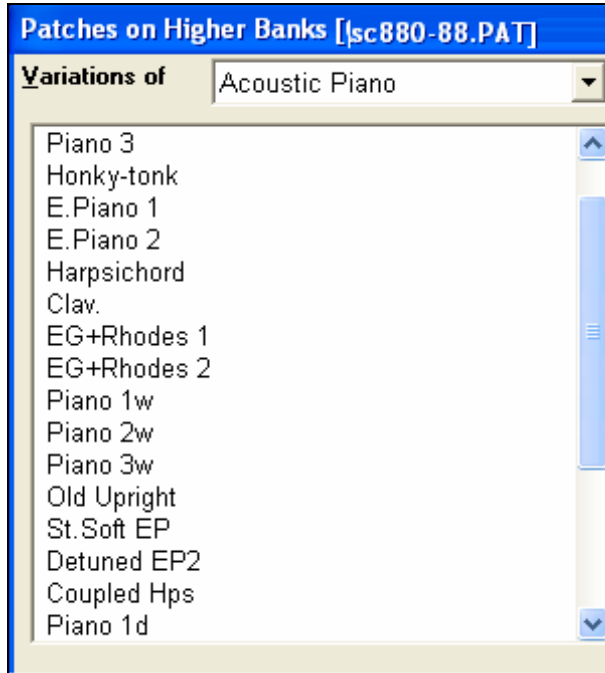 Patches on Higher Banks [\sc880-88.PAT]
Variations of Acoustic Piano
Piano 3
Honky-tonk
E.Piano 1
E.Piano 2
Harpsichord
Clav.
EG+Rhodes 1
EG+Rhodes 2
Piano 1w
Piano 2w
Piano 3w
Old Upright
St.Soft EP
Detuned EP2
Coupled Hps
Piano 1d